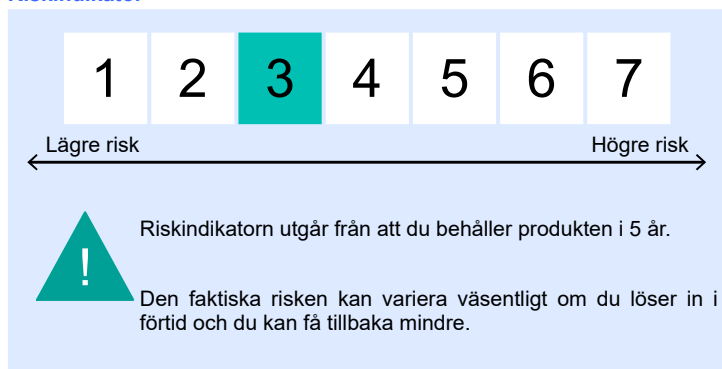 1 2 3 4 5 6 7
Lägre risk Högre risk
!
Riskindikatorn utgår från att du behåller produkten i 5 år.
Den faktiska risken kan variera väsentligt om du löser in i
förtid och du kan få tillbaka mindre.